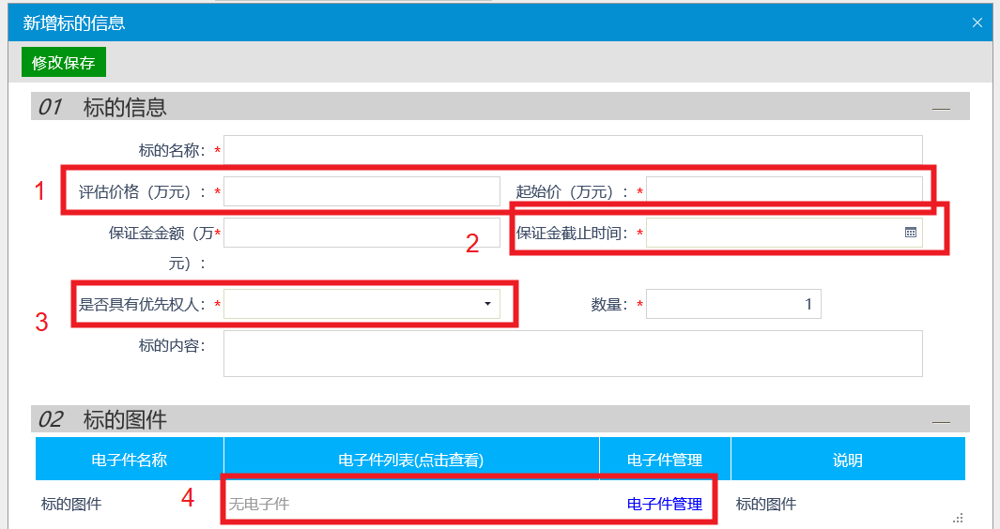 新增标的信息
修改保存
01 标的信息
标的名称：*
1 评估价格（万元）：* 起始价（万元）：*
保证金金额（万元）：* 2 保证金截止时间：*
3 是否具有优先权人：* 数量：* 1
标的内容：
02 标的图件
电子件名称 电子件列表(点击查看) 电子件管理 说明
标的图件 4 无电子件 电子件管理 标的图件